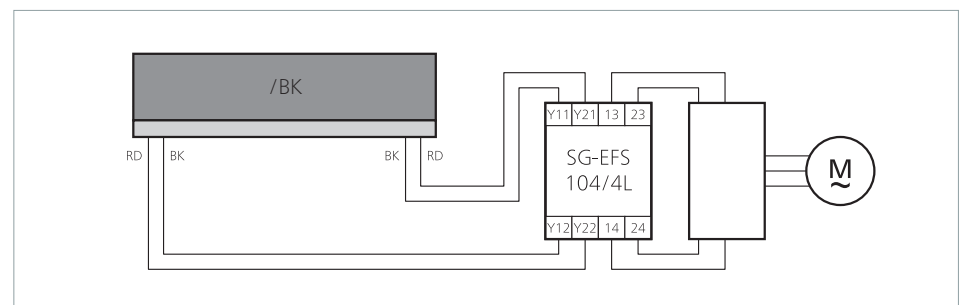 /BK
RD BK BK RD
Y11 Y21 13 23
SG-EFS
104/4L
Y12 Y22 14 24
M
~